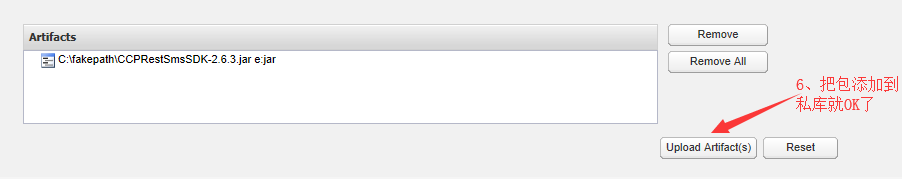 Artifacts
C:\fakepath\CCPRestSmsSDK-2.6.3.jar e:jar
Remove
Remove All
6、把包添加到
私库就OK了
Upload Artifact(s)
Reset